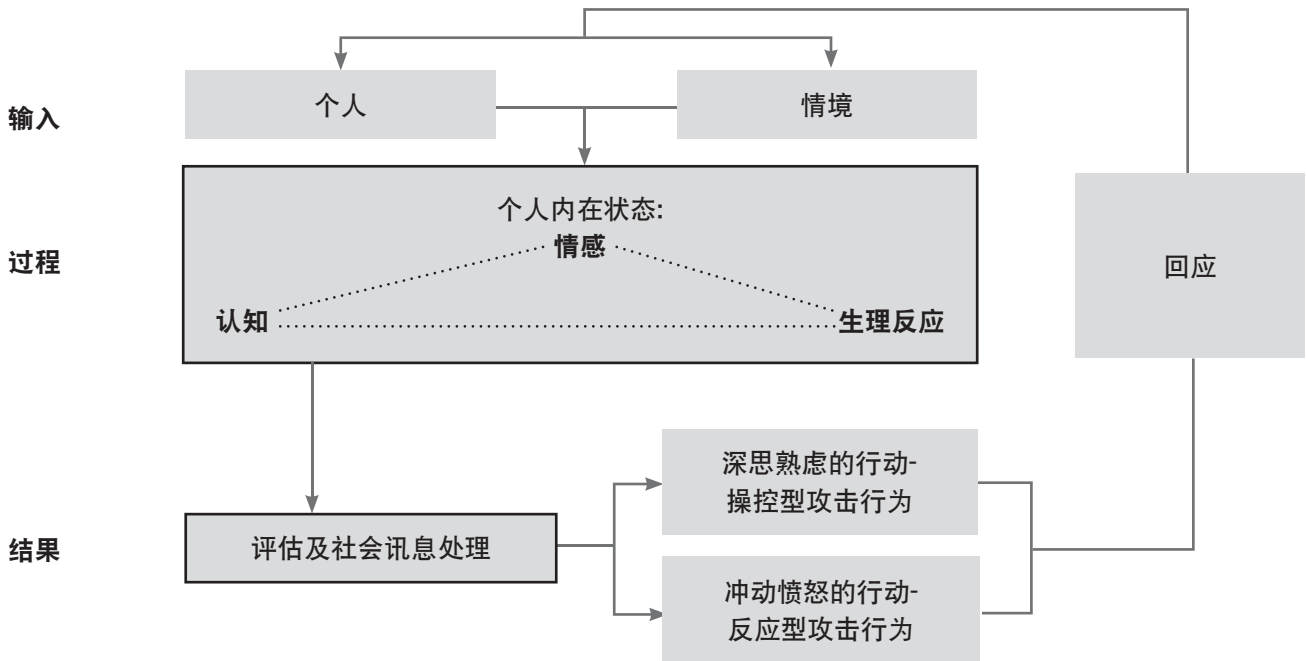 输入
个人
情境
过程
个人内在状态:
情感
认知
生理反应
回应
结果
评估及社会讯息处理
深思熟虑的行动-
操控型攻击行为
冲动愤怒的行动-
反应型攻击行为